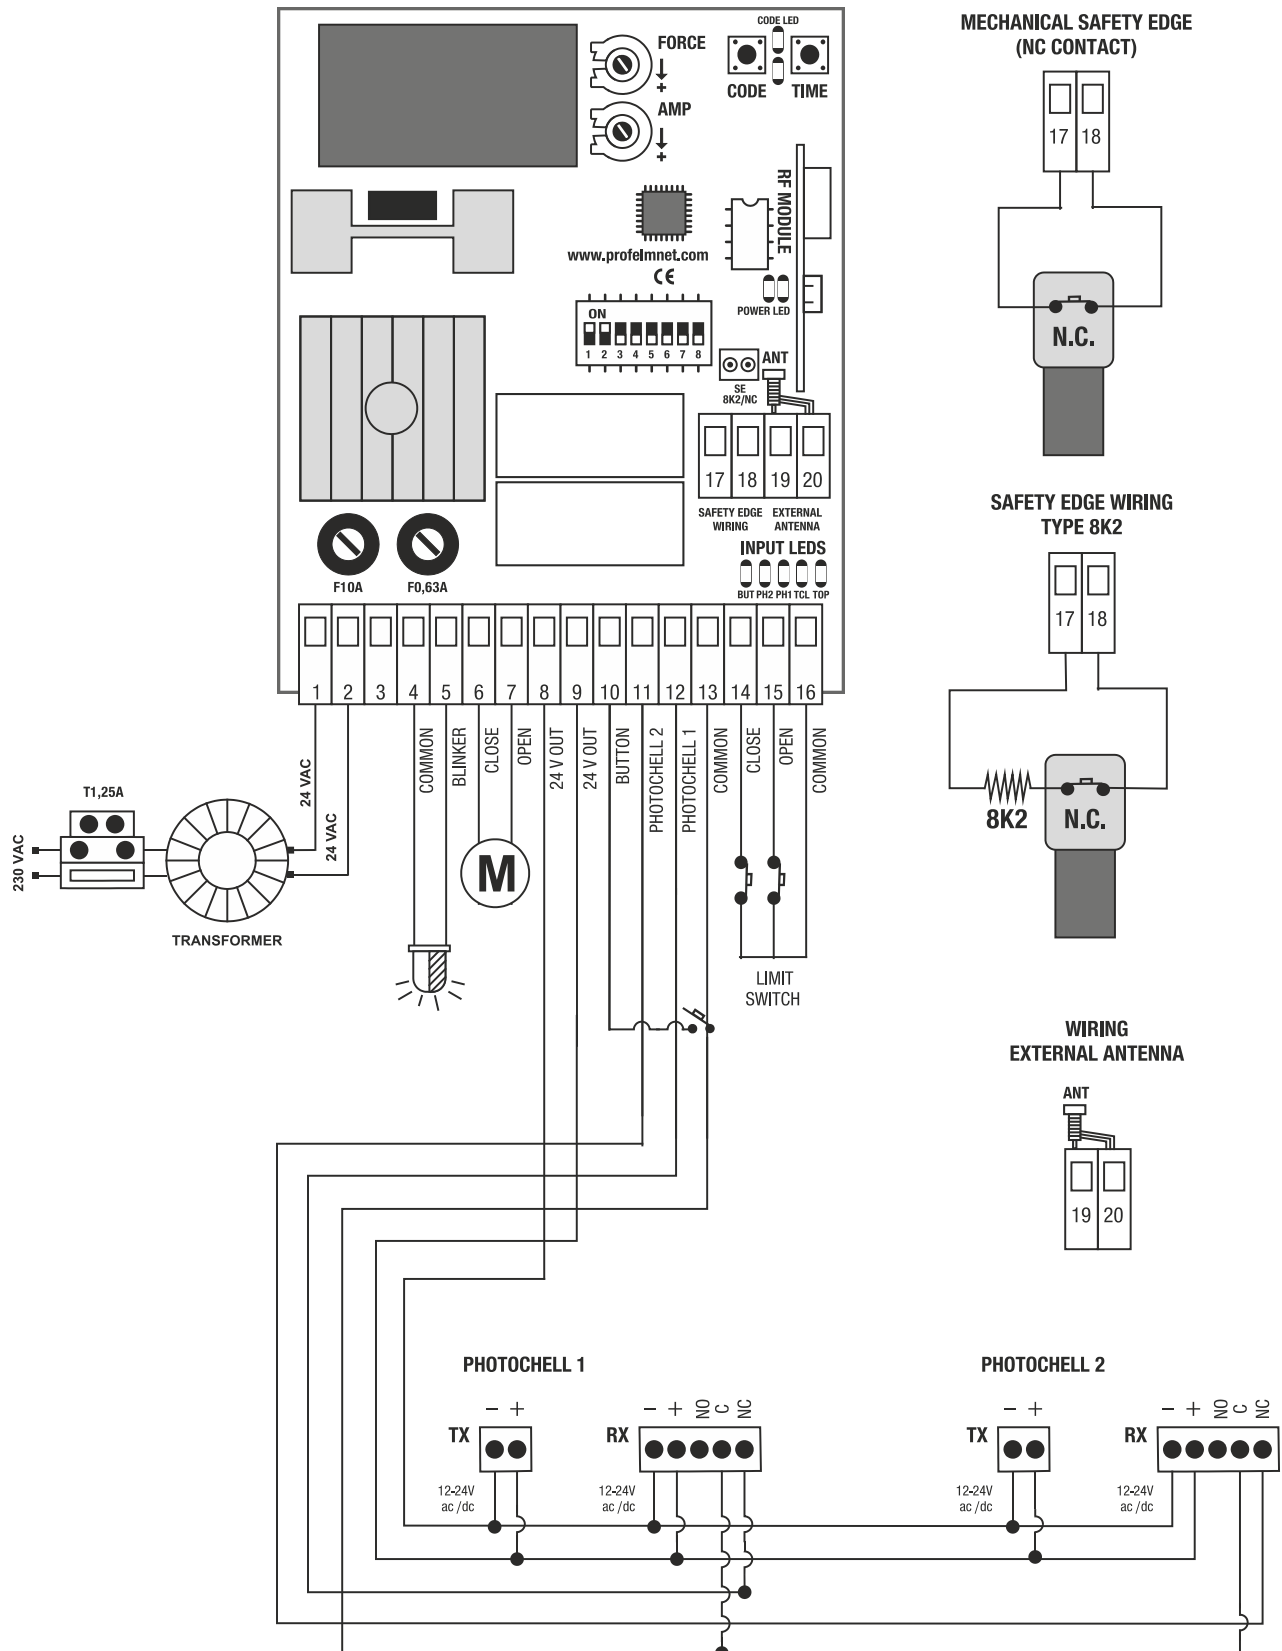 CODE LED
FORCE
+
CODE
TIME
AMP
+
RF MODULE
www.profelmnet.com
CE
POWER LED
ON
1 2 3 4 5 6 7 8
ANT
SE
8K2/NC
17 18 19 20
SAFETY EDGE
WIRING
EXTERNAL
ANTENNA
INPUT LEDS
BUT PH2 PH1 TCL TOP
F10A
F0,63A
1 2 3 4 5 6 7 8 9 10 11 12 13 14 15 16
24 VAC
24 VAC
COMMON
BLINKER
CLOSE
OPEN
24 V OUT
24 V OUT
BUTTON
PHOTOCHELL 2
PHOTOCHELL 1
COMMON
CLOSE
OPEN
COMMON
T1,25A
230 VAC
TRANSFORMER
M
LIMIT
SWITCH
MECHANICAL SAFETY EDGE
(NC CONTACT)
17 18
N.C.
SAFETY EDGE WIRING
TYPE 8K2
17 18
8K2
N.C.
WIRING
EXTERNAL ANTENNA
ANT
19 20
PHOTOCHELL 1
TX
− +
12-24V
ac /dc
RX
− + NO C NC
12-24V
ac /dc
PHOTOCHELL 2
TX
− +
12-24V
ac /dc
RX
− + NO C NC
12-24V
ac /dc